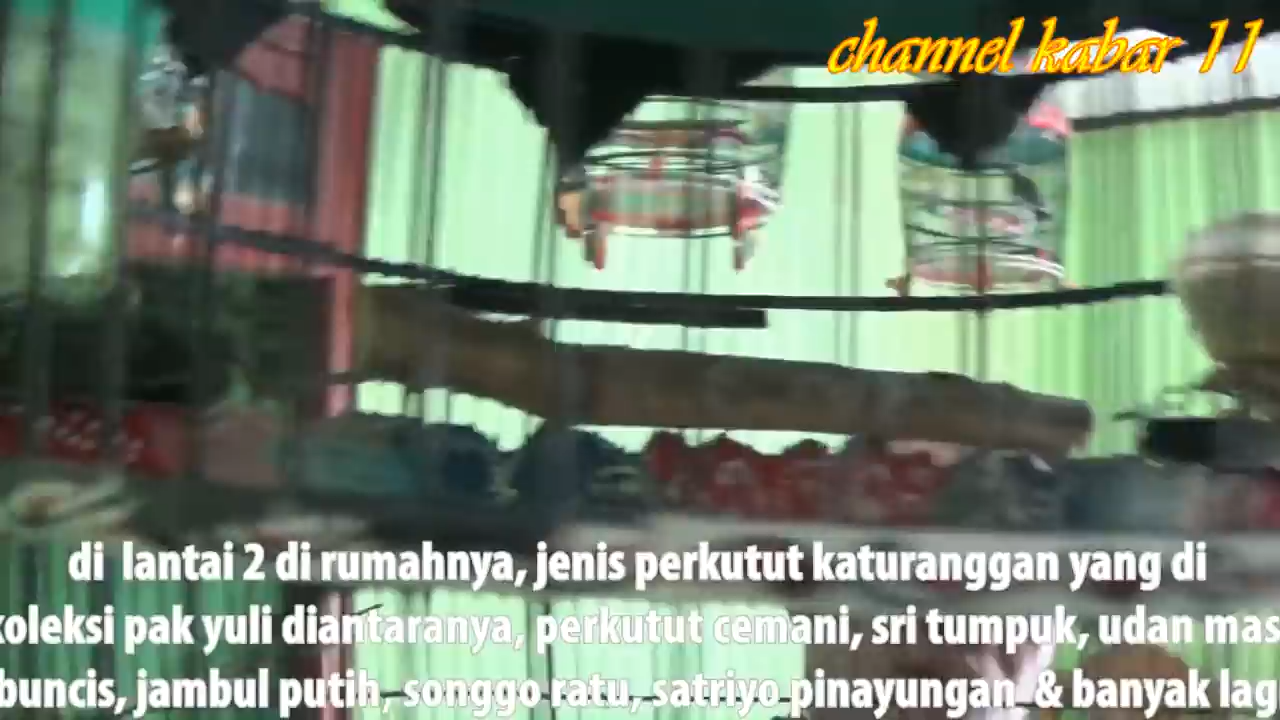 channel kabar 11
di lantai 2 di rumahnya, jenis perkutut katuranggan yang di
koleksi pak yuli diantaranya, perkutut cemani, sri tumpuk, udan mas
buncis, jambul putih, songgo ratu, satriyo pinayungan & banyak lag